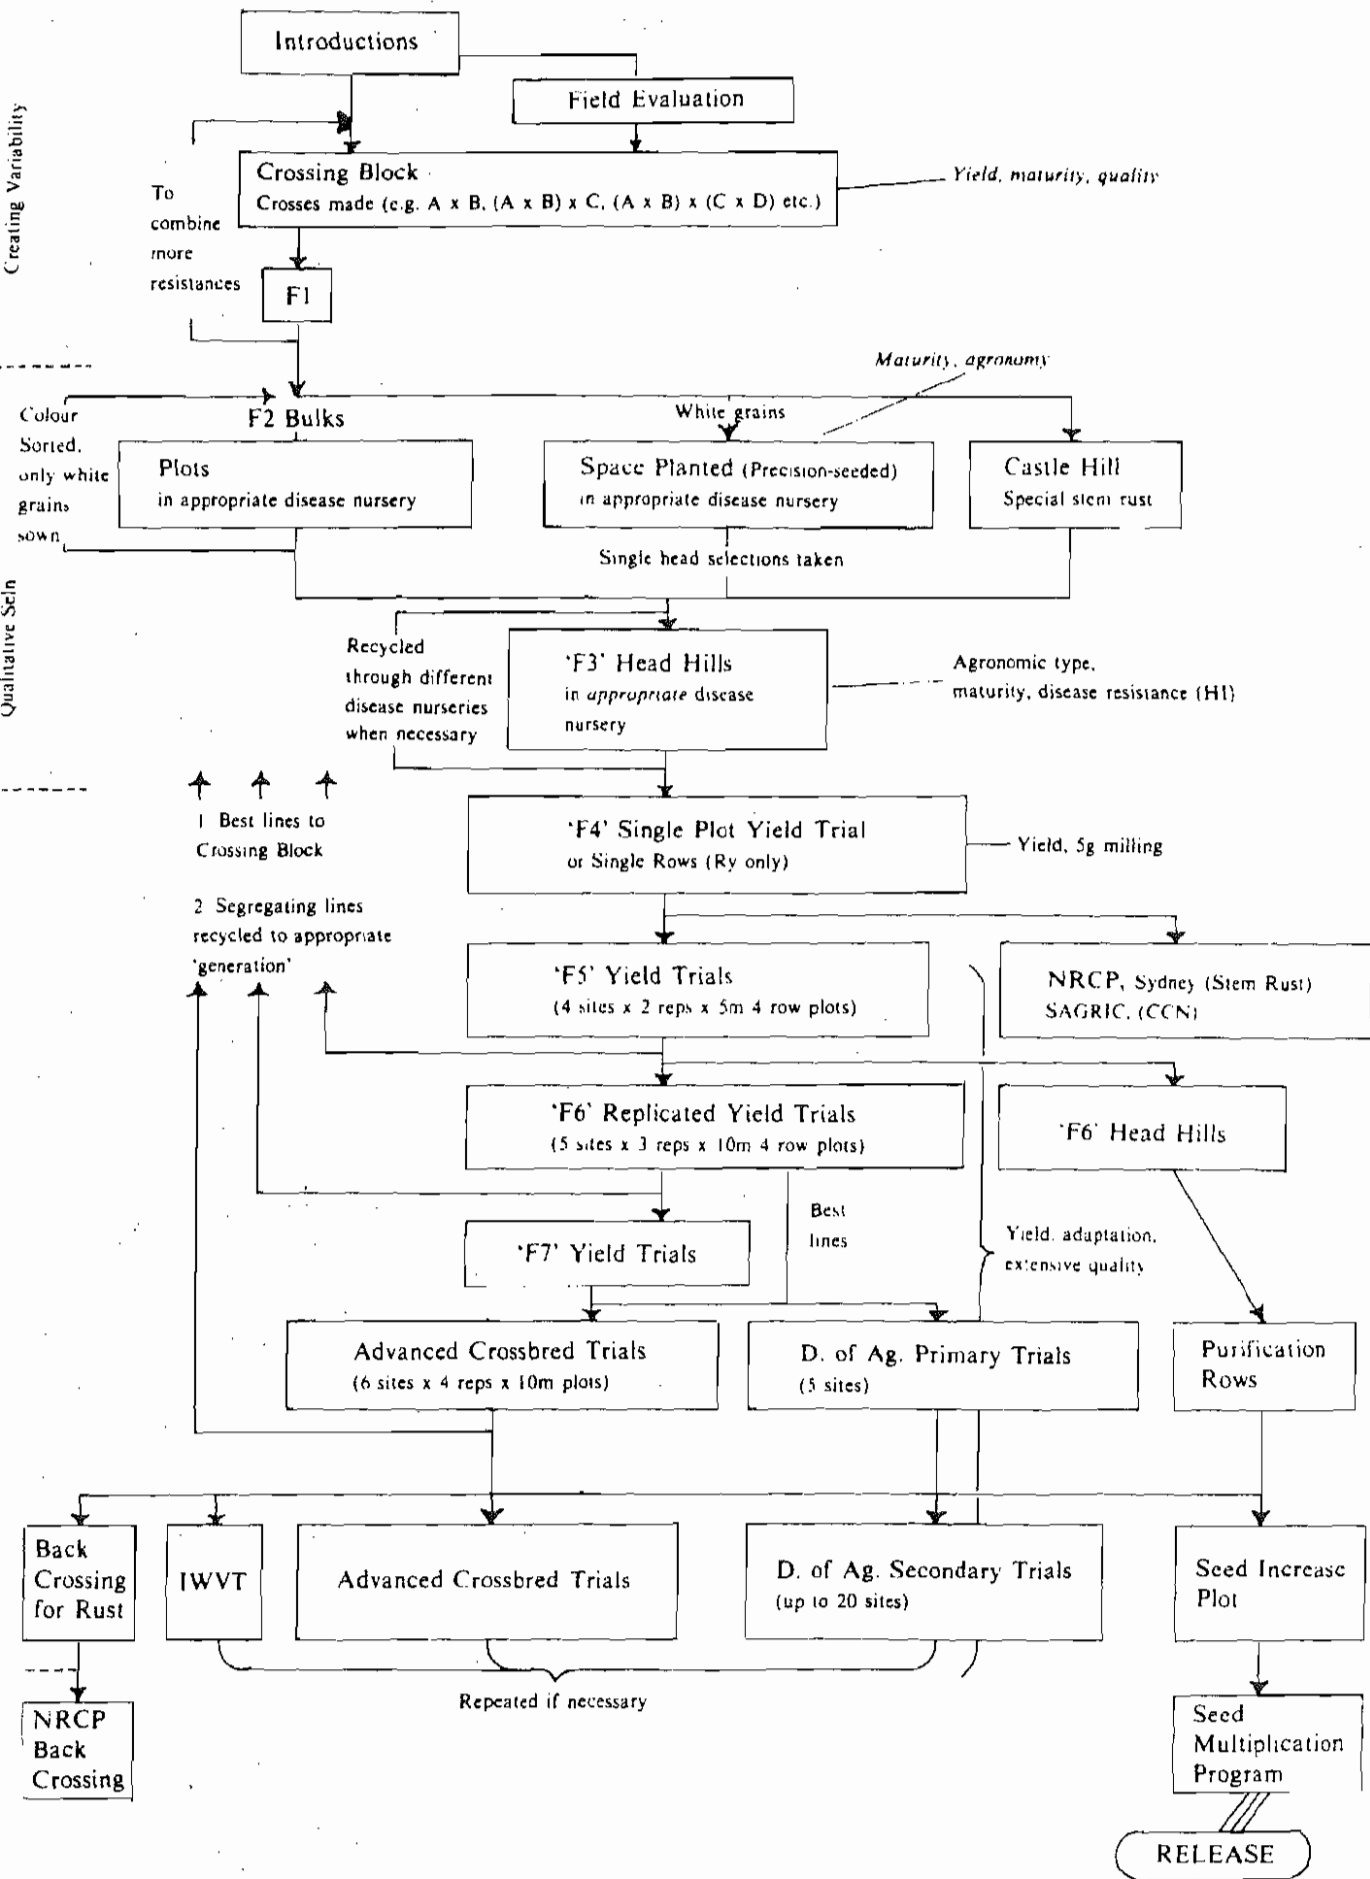 Introductions
Field Evaluation
Creating Variability
Crossing Block
Crosses made (e.g. A x B, (A x B) x C, (A x B) x (C x D) etc.)
Yield, maturity, quality
To
combine
more
resistances
F1
Maturity, agronomy
Colour
Sorted,
only white
grains
sown
F2 Bulks
White grains
Plots
in appropriate disease nursery
Space Planted (Precision-seeded)
in appropriate disease nursery
Castle Hill
Special stem rust
Single head selections taken
Qualitative Seln
Recycled
through different
disease nurseries
when necessary
'F3' Head Hills
in appropriate disease
nursery
Agronomic type,
maturity, disease resistance (HI)
1 Best lines to
Crossing Block
'F4' Single Plot Yield Trial
or Single Rows (Ry only)
Yield, 5g milling
2 Segregating lines
recycled to appropriate
'generation'
'F5' Yield Trials
(4 sites x 2 reps x 5m 4 row plots)
NRCP, Sydney (Stem Rust)
SAGRIC, (CCN)
'F6' Replicated Yield Trials
(5 sites x 3 reps x 10m 4 row plots)
'F6' Head Hills
Best
lines
Yield, adaptation,
extensive quality
'F7' Yield Trials
Advanced Crossbred Trials
(6 sites x 4 reps x 10m plots)
D. of Ag. Primary Trials
(5 sites)
Purification
Rows
Back
Crossing
for Rust
IWVT
Advanced Crossbred Trials
D. of Ag. Secondary Trials
(up to 20 sites)
Seed Increase
Plot
Repeated if necessary
NRCP
Back
Crossing
Seed
Multiplication
Program
RELEASE